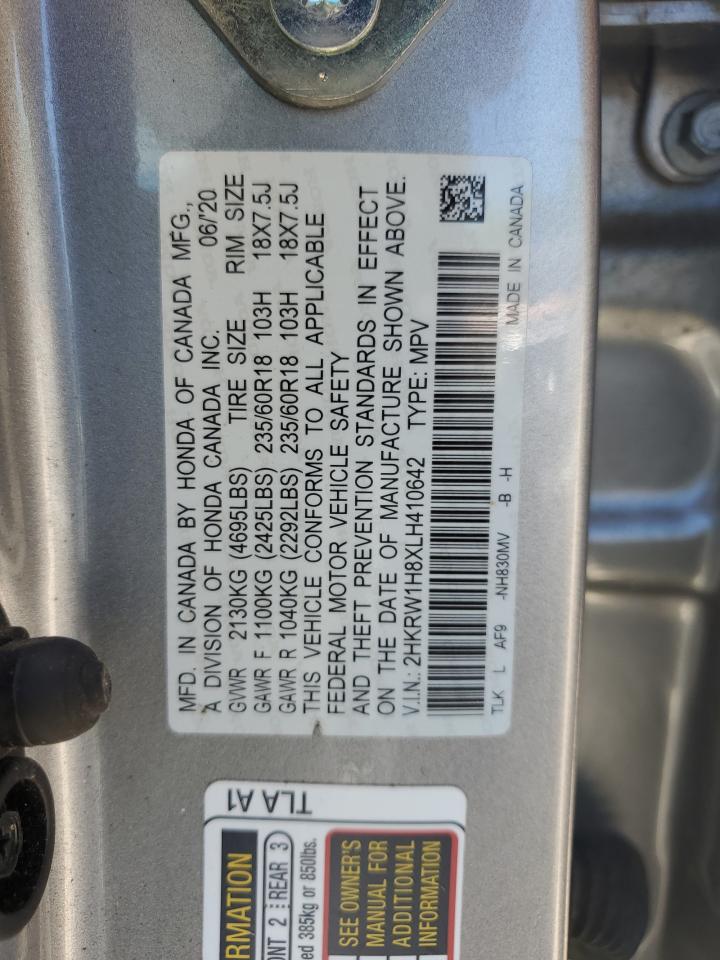 MFD. IN CANADA BY HONDA OF CANADA MFG.,
A DIVISION OF HONDA CANADA INC. 06/'20
GVWR 2130KG (4695LBS) TIRE SIZE RIM SIZE
GAWR F 1100KG (2425LBS) 235/60R18 103H 18X7.5J
GAWR R 1040KG (2292LBS) 235/60R18 103H 18X7.5J
THIS VEHICLE CONFORMS TO ALL APPLICABLE
FEDERAL MOTOR VEHICLE SAFETY
AND THEFT PREVENTION STANDARDS IN EFFECT
ON THE DATE OF MANUFACTURE SHOWN ABOVE.
V.I.N.: 2HKRW1H8XLH410642 TYPE: MPV
TLK L AF9 -NH830MV -B -H
MADE IN CANADA
TLA A1
RMATION
ONT 2 REAR 3
ed 385kg or 850lbs.
SEE OWNER'S
MANUAL FOR
ADDITIONAL
INFORMATION